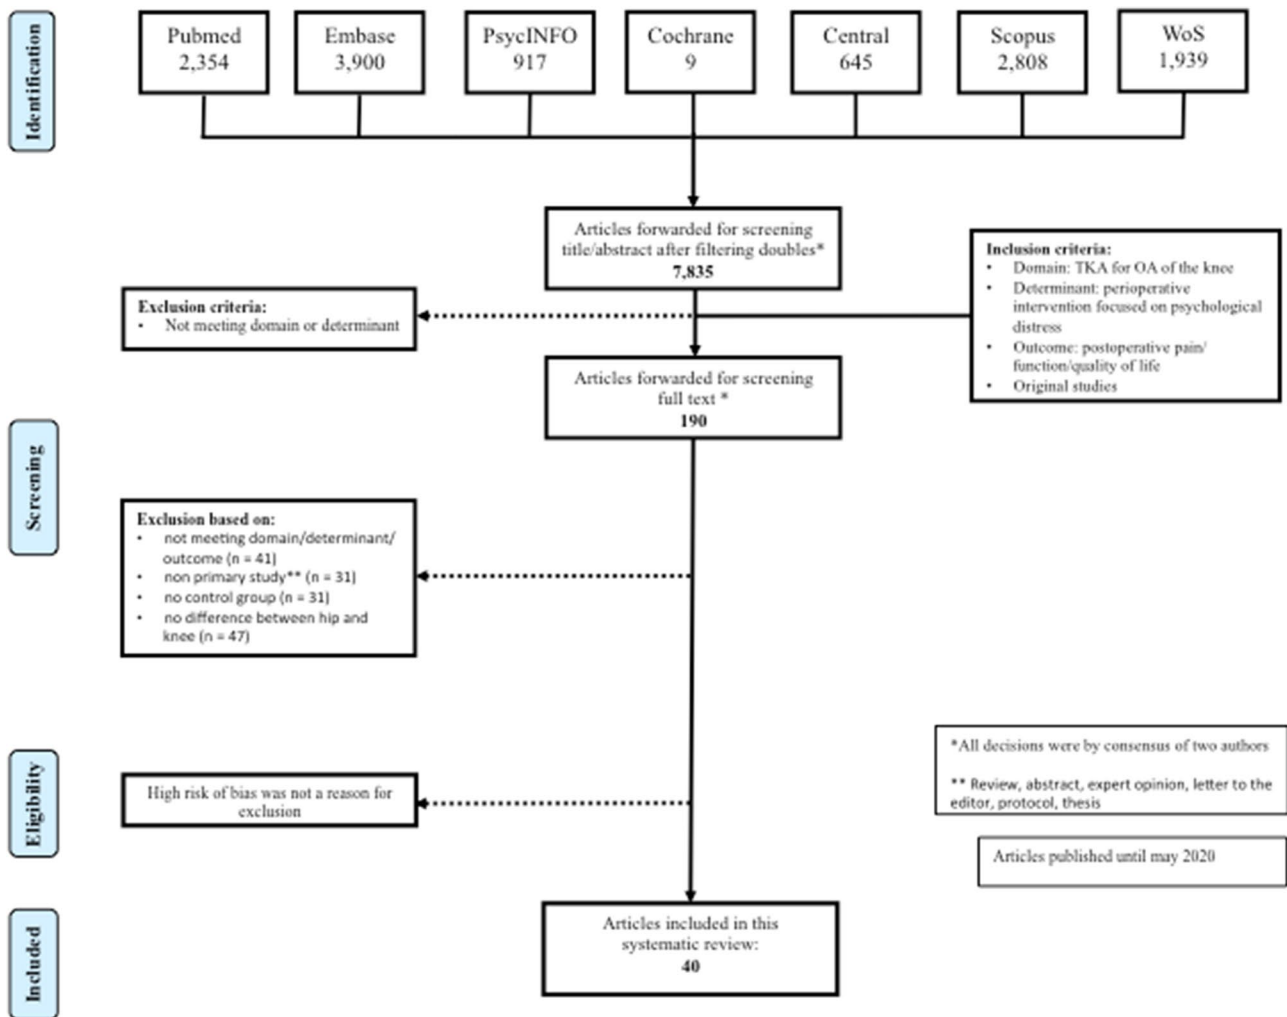 Identification
Pubmed
2,354
Embase
3,900
PsycINFO
917
Cochrane
9
Central
645
Scopus
2,808
WoS
1,939
Articles forwarded for screening
title/abstract after filtering doubles*
7,835
Inclusion criteria:
• Domain: TKA for OA of the knee
• Determinant: perioperative
intervention focused on psychological
distress
• Outcome: postoperative pain/
function/quality of life
• Original studies
Exclusion criteria:
• Not meeting domain or determinant
Articles forwarded for screening
full text *
190
Screening
Exclusion based on:
• not meeting domain/determinant/
outcome (n = 41)
• non primary study** (n = 31)
• no control group (n = 31)
• no difference between hip and
knee (n = 47)
Eligibility
High risk of bias was not a reason for
exclusion
*All decisions were by consensus of two authors
** Review, abstract, expert opinion, letter to the
editor, protocol, thesis
Articles published until may 2020
Included
Articles included in this
systematic review:
40